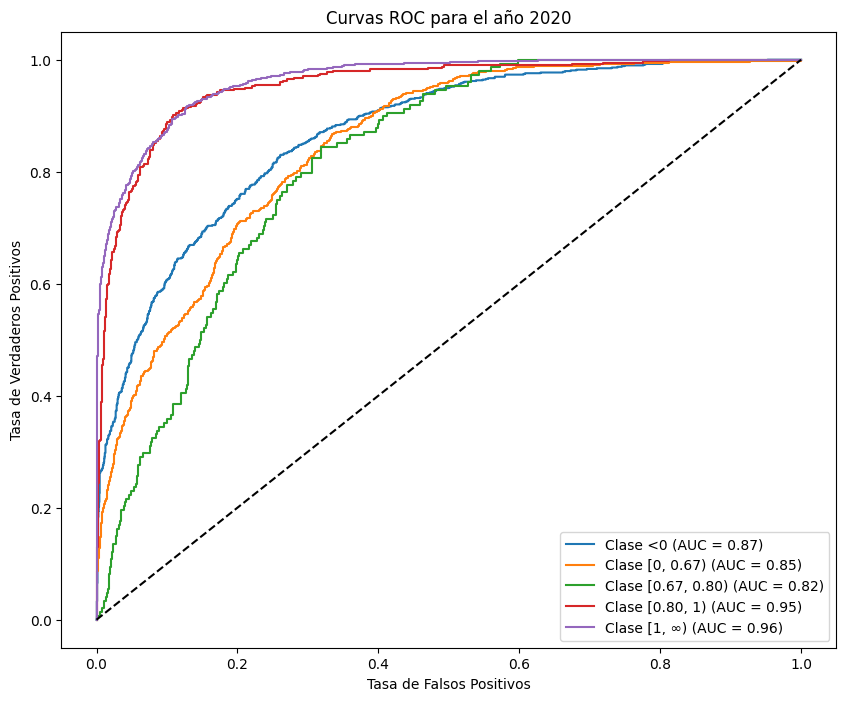 Curvas ROC para el año 2020
Tasa de Verdaderos Positivos
1.0
0.8
0.6
0.4
0.2
0.0
0.0 0.2 0.4 0.6 0.8 1.0
Tasa de Falsos Positivos
Clase <0 (AUC = 0.87)
Clase [0, 0.67) (AUC = 0.85)
Clase [0.67, 0.80) (AUC = 0.82)
Clase [0.80, 1) (AUC = 0.95)
Clase [1, ∞) (AUC = 0.96)